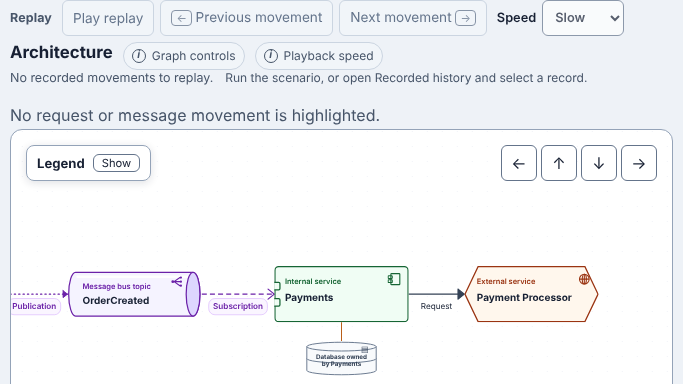 Replay Play replay ← Previous movement Next movement → Speed Slow
Architecture i Graph controls i Playback speed
No recorded movements to replay. Run the scenario, or open Recorded history and select a record.
No request or message movement is highlighted.
Legend Show ← ↑ ↓ →
Message bus topic
OrderCreated
Publication
Subscription
Internal service
Payments
Request
External service
Payment Processor
Database owned
by Payments